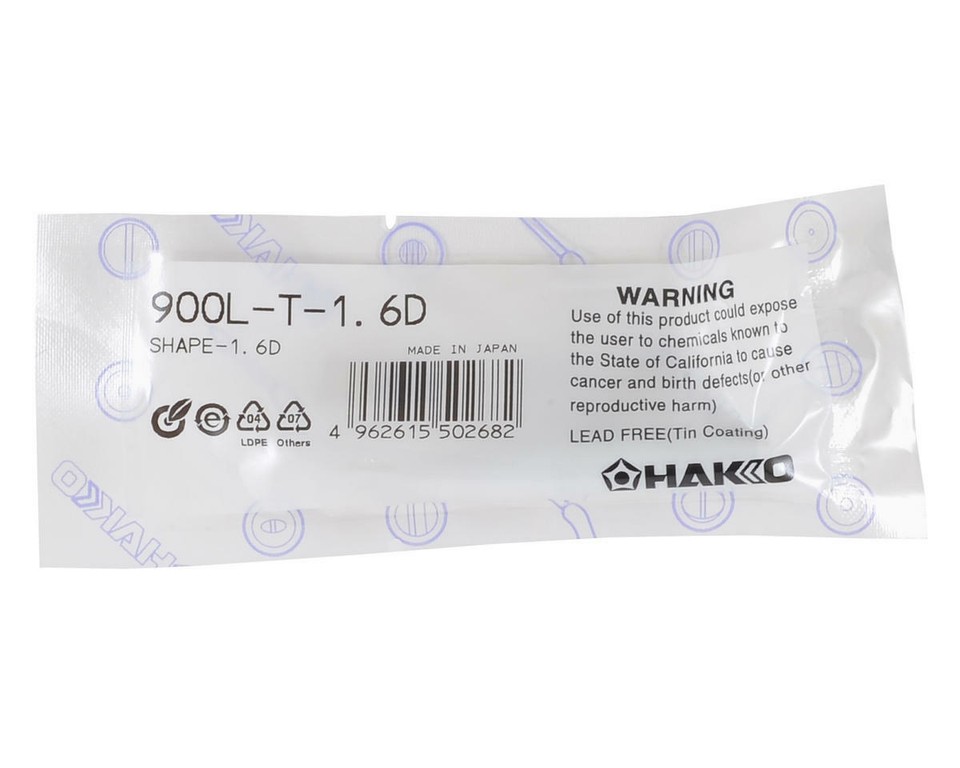 900L-T-1.6D
SHAPE-1.6D
MADE IN JAPAN
4 962615 502682
e
04
07
LDPE Others
WARNING
Use of this product could expose
the user to chemicals known to
the State of California to cause
cancer and birth defects(or other
reproductive harm)
LEAD FREE(Tin Coating)
HAKKO
HAKKO
HAKKO